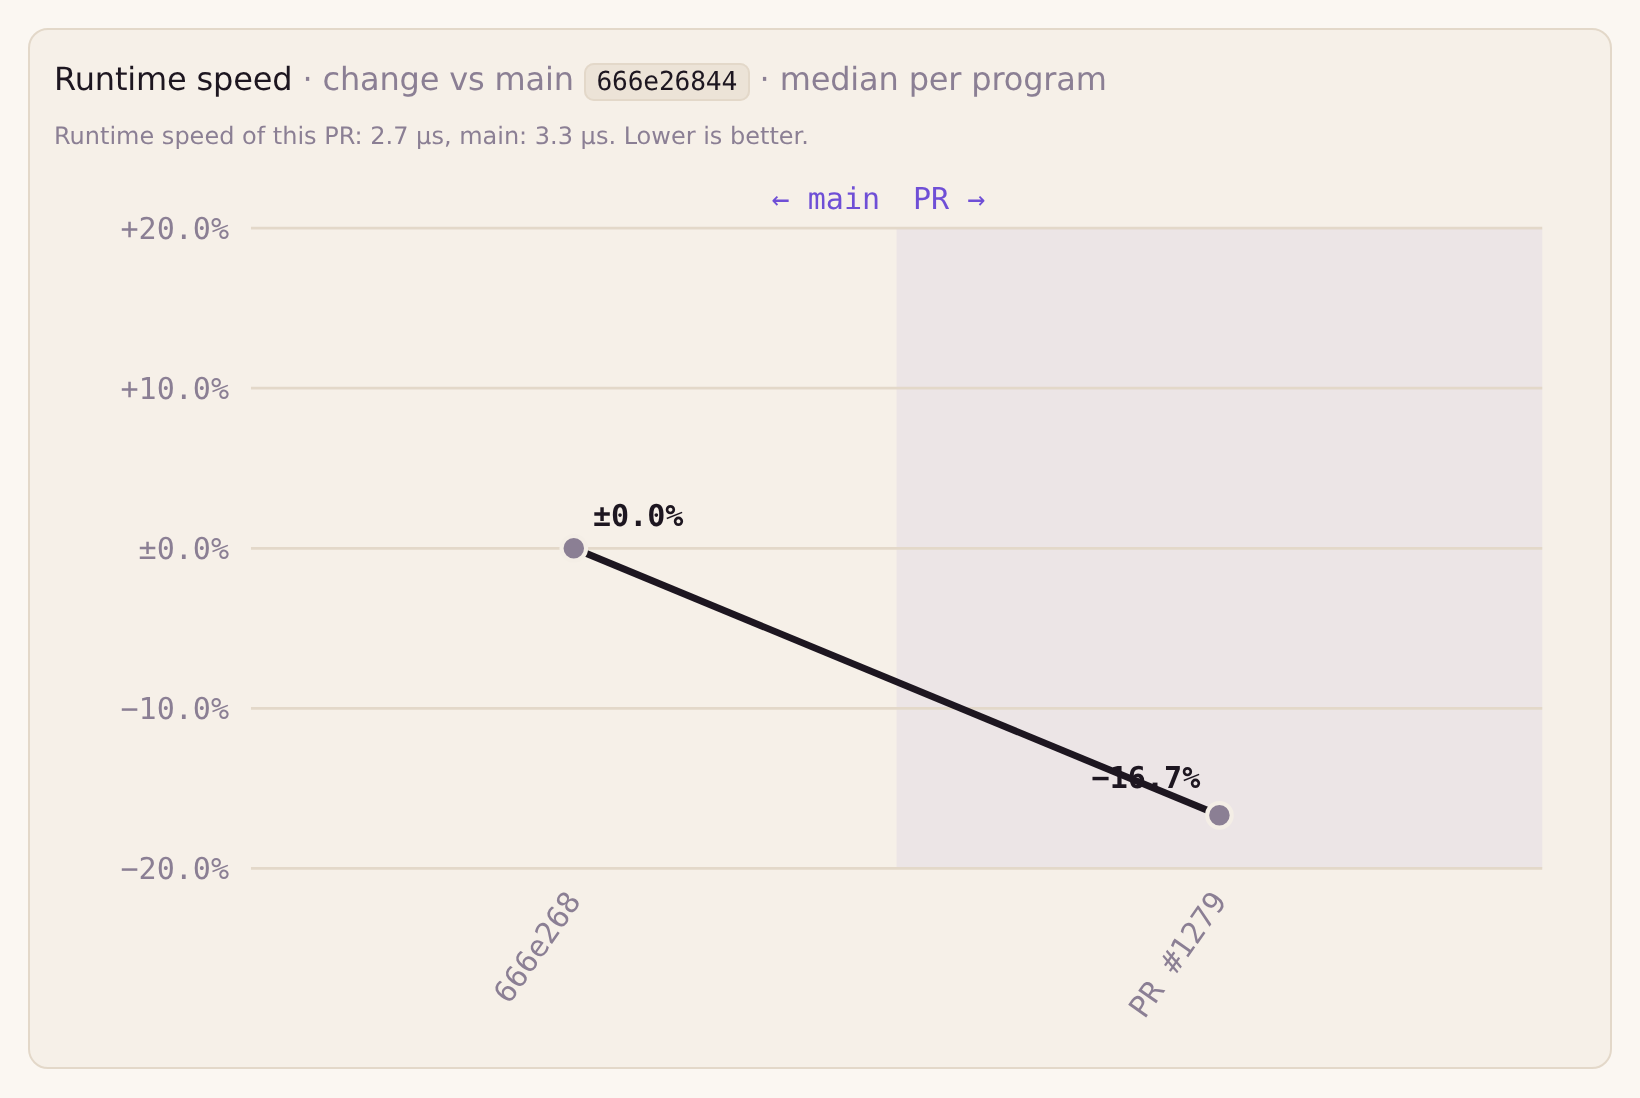 Runtime speed · change vs main 666e26844 · median per program
Runtime speed of this PR: 2.7 µs, main: 3.3 µs. Lower is better.
← main PR →
+20.0%
+10.0%
±0.0%
±0.0%
−10.0%
−16.7%
−20.0%
666e268
PR #1279